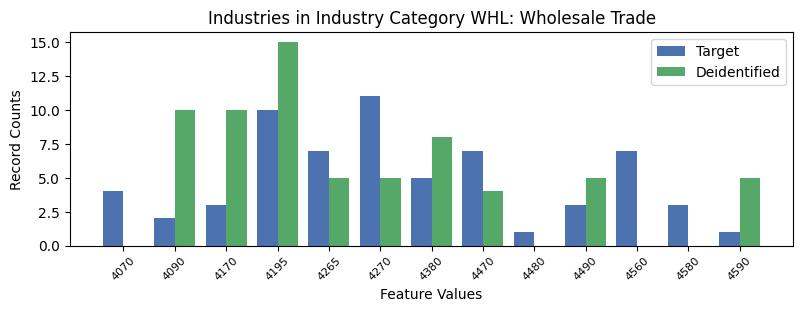 Industries in Industry Category WHL: Wholesale Trade
Target
Deidentified
Record Counts
15.0
12.5
10.0
7.5
5.0
2.5
0.0
4070 4090 4170 4195 4265 4270 4380 4470 4480 4490 4560 4580 4590
Feature Values